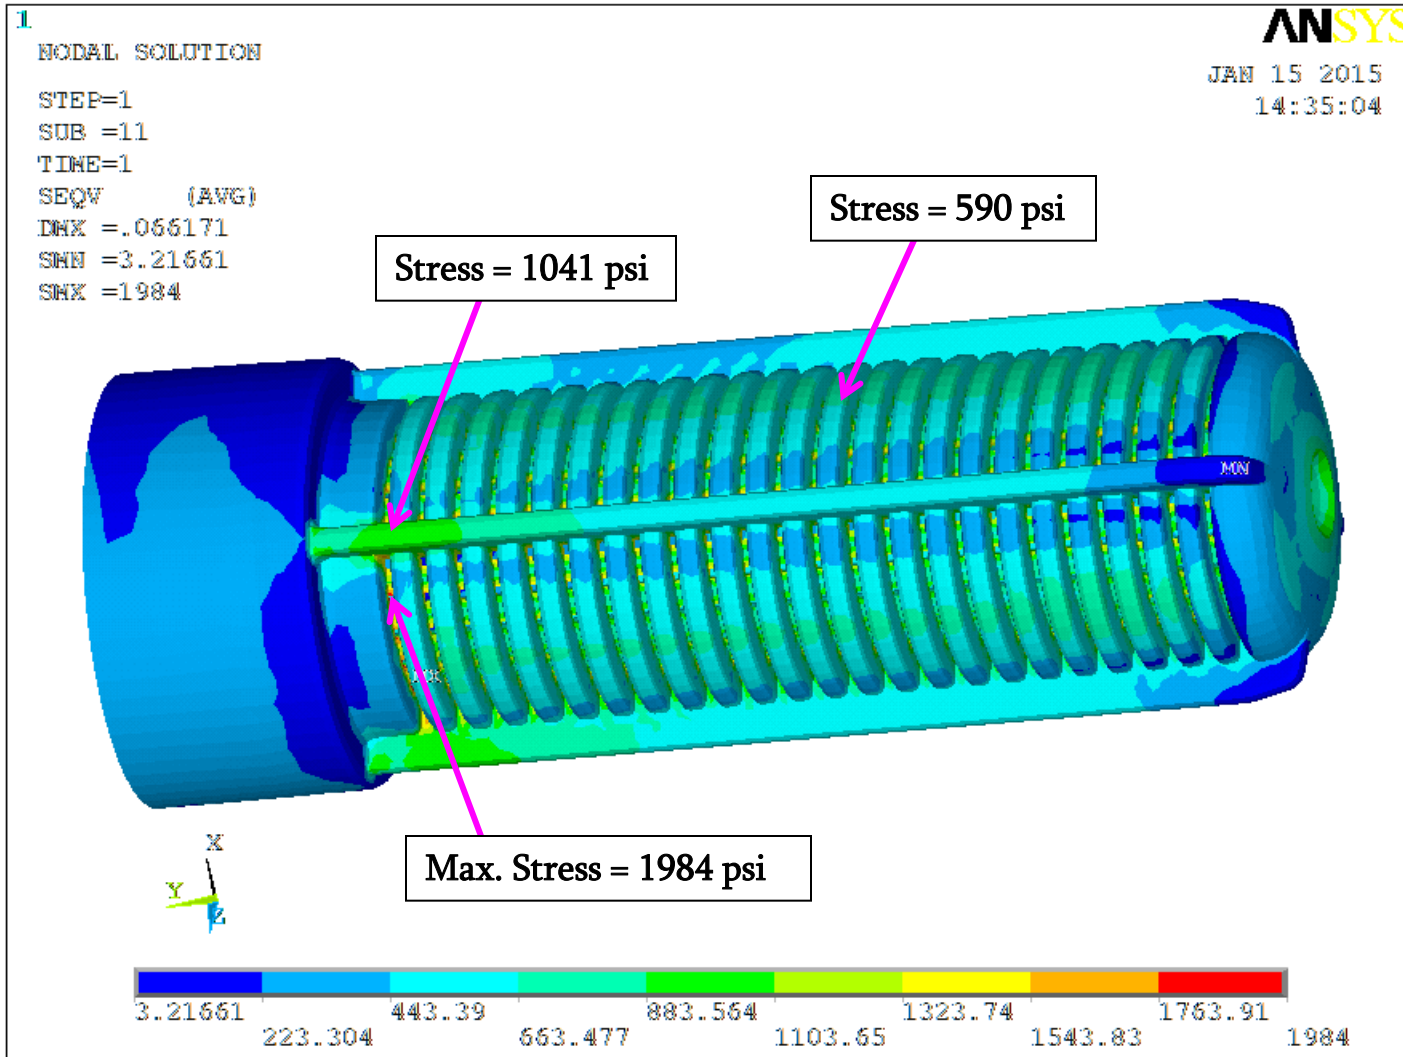 1
NODAL SOLUTION
STEP=1
SUB =11
TIME=1
SEQV (AVG)
DMX =.066171
SMN =3.21661
SMX =1984
ANSYS
JAN 15 2015
14:35:04
Stress = 590 psi
Stress = 1041 psi
MN
MX
Max. Stress = 1984 psi
X
Y
Z
3.21661 443.39 883.564 1323.74 1763.91
223.304 663.477 1103.65 1543.83 1984